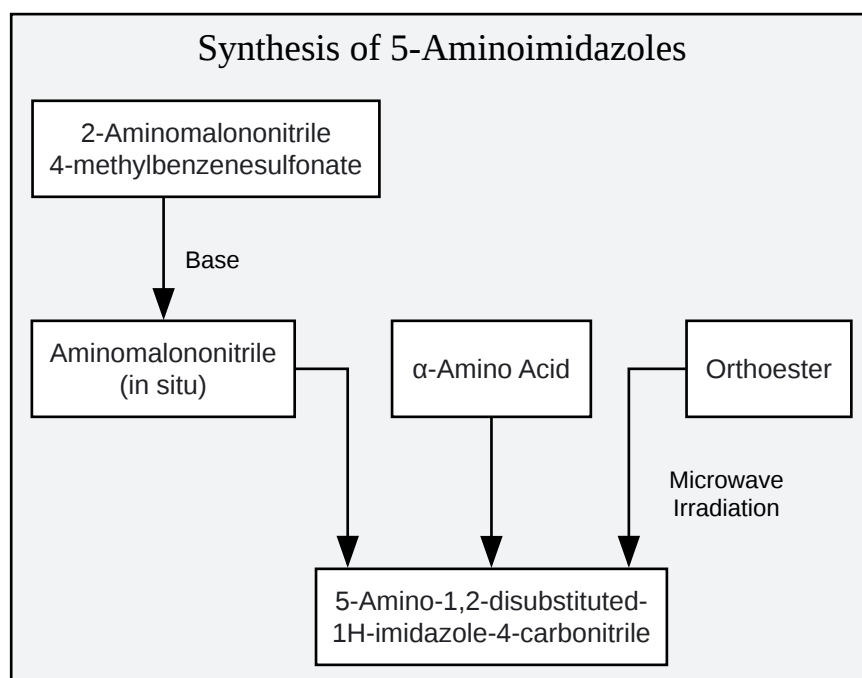 Synthesis of 5-Aminoimidazoles
2-Aminomalononitrile
4-methylbenzenesulfonate
Base
Aminomalononitrile
(in situ)
α-Amino Acid
Orthoester
Microwave
Irradiation
5-Amino-1,2-disubstituted-
1H-imidazole-4-carbonitrile